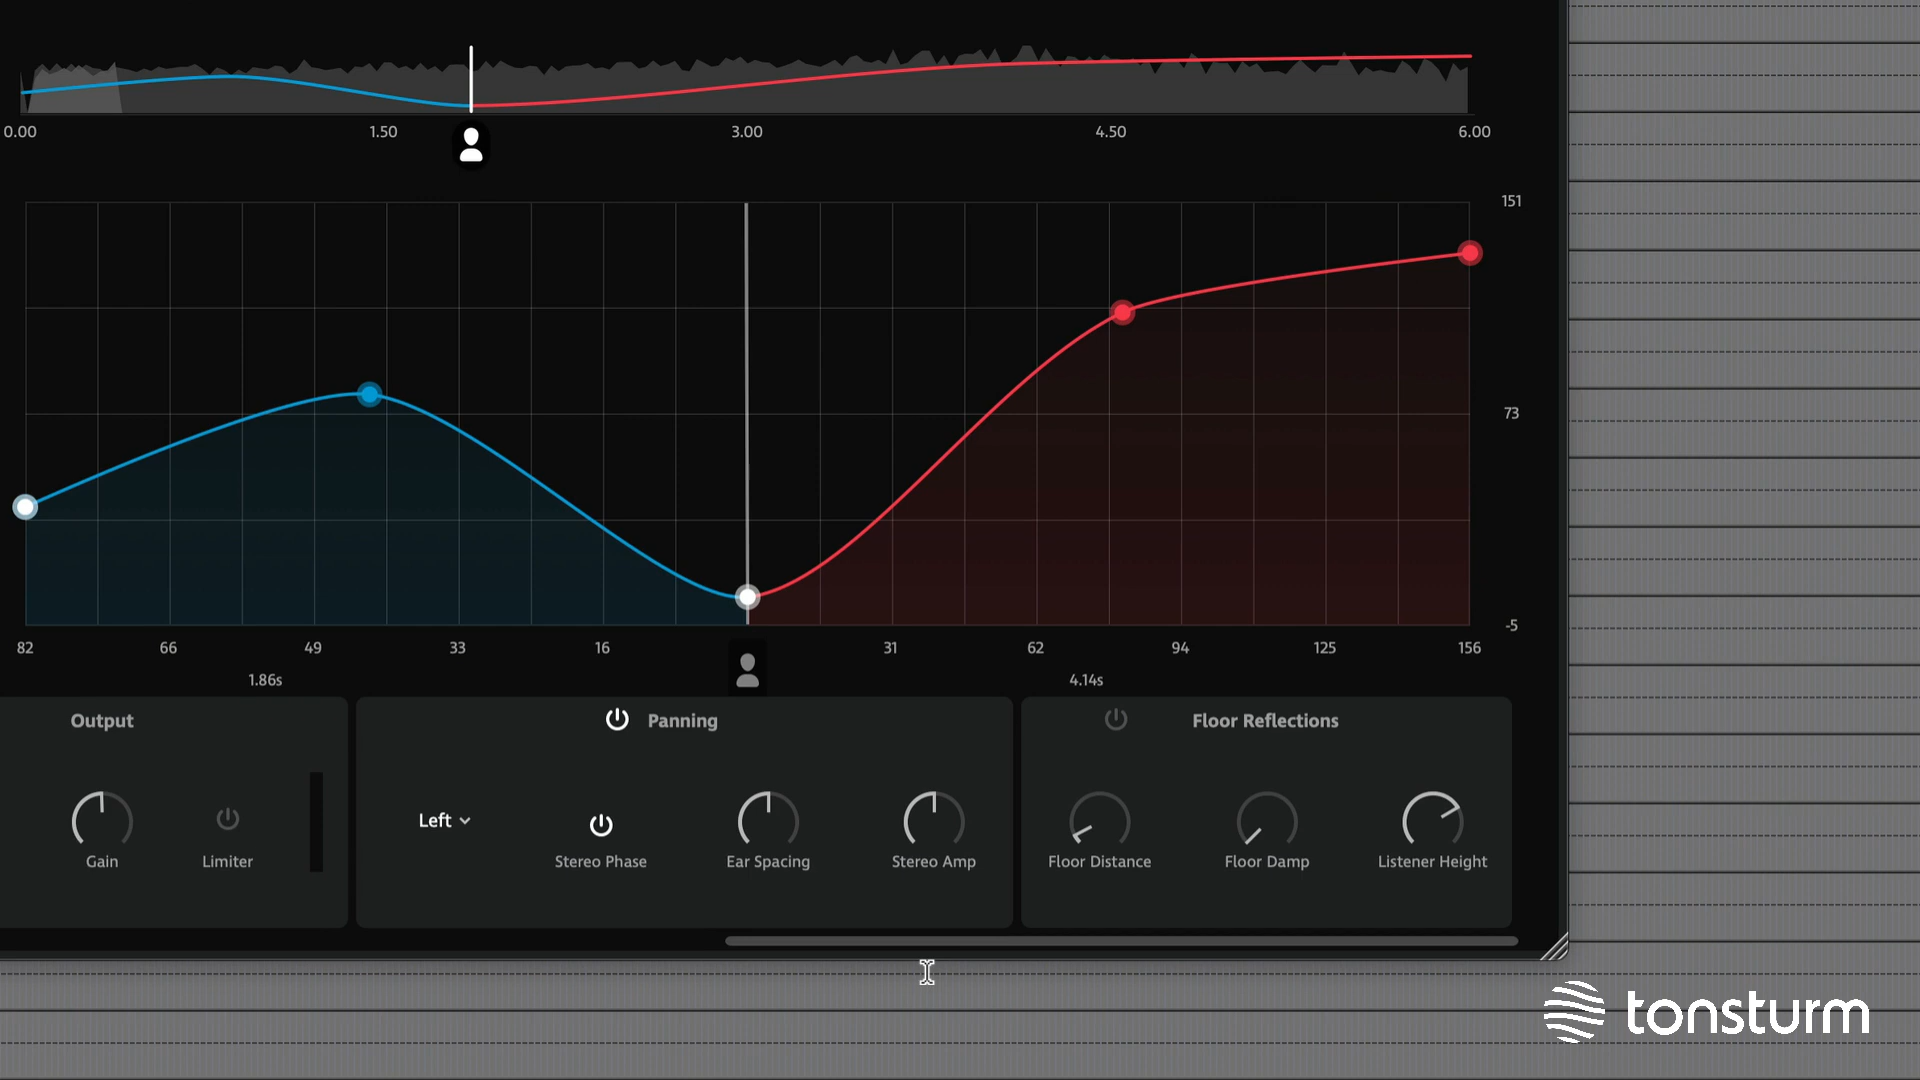 0.00 1.50 3.00 4.50 6.00
151
73
-5
82 66 49 33 16 31 62 94 125 156
1.86s 4.14s
Output Panning Floor Reflections
Left
Gain Limiter Stereo Phase Ear Spacing Stereo Amp Floor Distance Floor Damp Listener Height
tonsturm